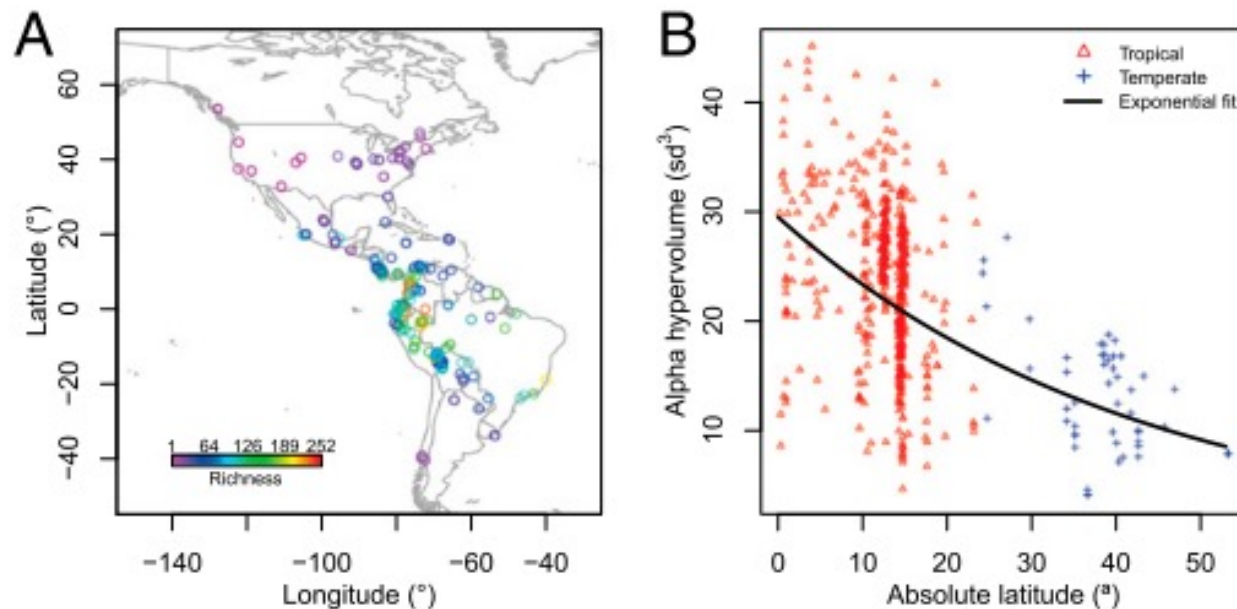 A
60
40
20
0
−20
−40
Latitude (°)
1 64 126 189 252
Richness
−140 −100 −60 −40
Longitude (°)
B
Tropical
Temperate
Exponential fit
40
30
20
10
Alpha hypervolume (sd³)
0 10 20 30 40 50
Absolute latitude (ª)